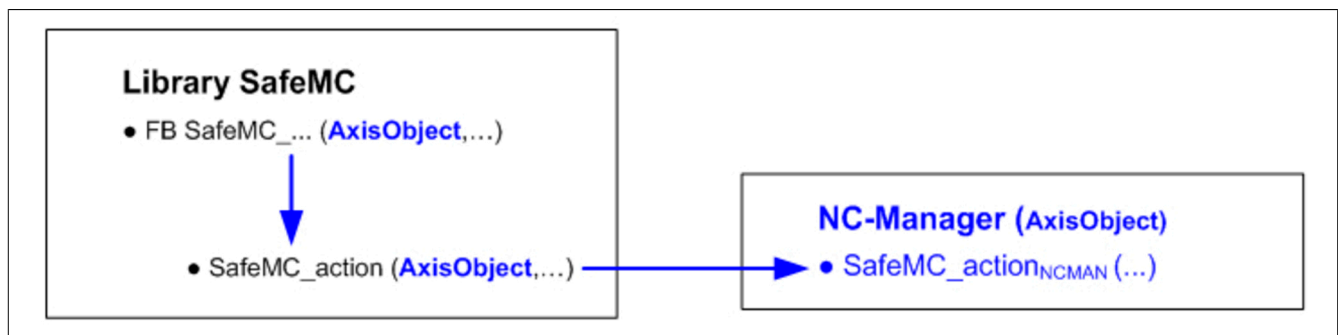 Library SafeMC
● FB SafeMC_... (AxisObject,...)
● SafeMC_action (AxisObject,...)
NC-Manager (AxisObject)
● SafeMC_actionNCMAN (...)